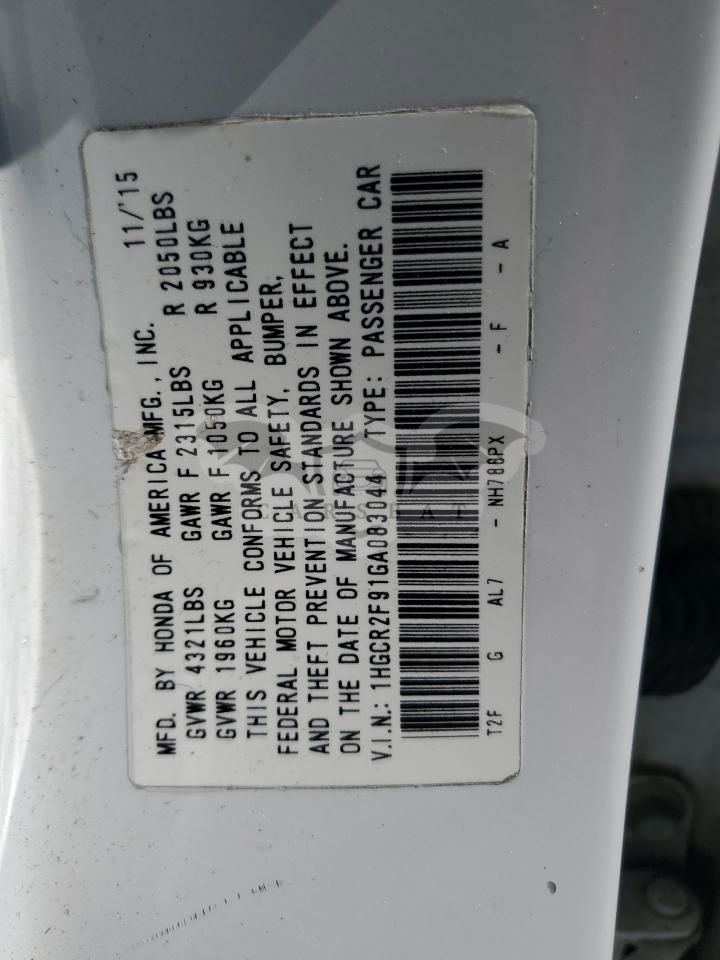 MFD. BY HONDA OF AMERICA MFG., INC. 11/'15
GVWR 4321LBS GAWR F 2315LBS R 2050LBS
GVWR 1960KG GAWR F 1050KG R 930KG
THIS VEHICLE CONFORMS TO ALL APPLICABLE
FEDERAL MOTOR VEHICLE SAFETY, BUMPER,
AND THEFT PREVENTION STANDARDS IN EFFECT
ON THE DATE OF MANUFACTURE SHOWN ABOVE.
V.I.N.: 1HGCR2F91GA083044 TYPE: PASSENGER CAR
T2F G AL7 - NH788PX - F - A